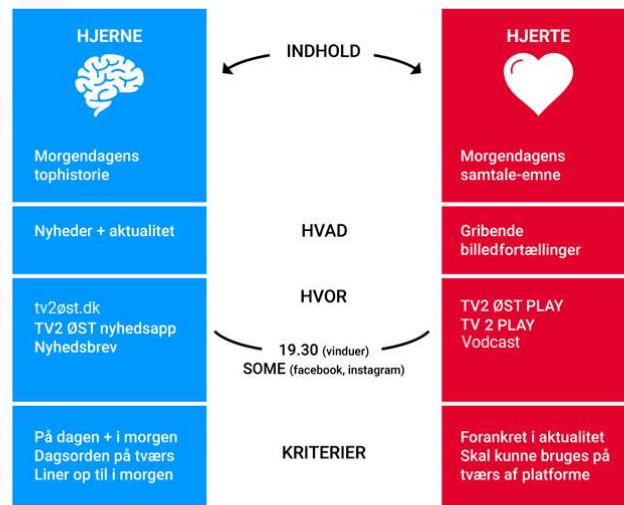 HJERNE
INDHOLD
HJERTE
Morgendagens
tophistorie
Morgendagens
samtale-emne
Nyheder + aktualitet
HVAD
Gribende
billedfortællinger
HVOR
tv2øst.dk
TV2 ØST nyhedsapp
Nyhedsbrev
19.30 (vinduer)
SOME (facebook, instagram)
TV2 ØST PLAY
TV 2 PLAY
Vodcast
På dagen + i morgen
Dagsorden på tværs
Liner op til i morgen
KRITERIER
Forankret i aktualitet
Skal kunne bruges på
tværs af platforme